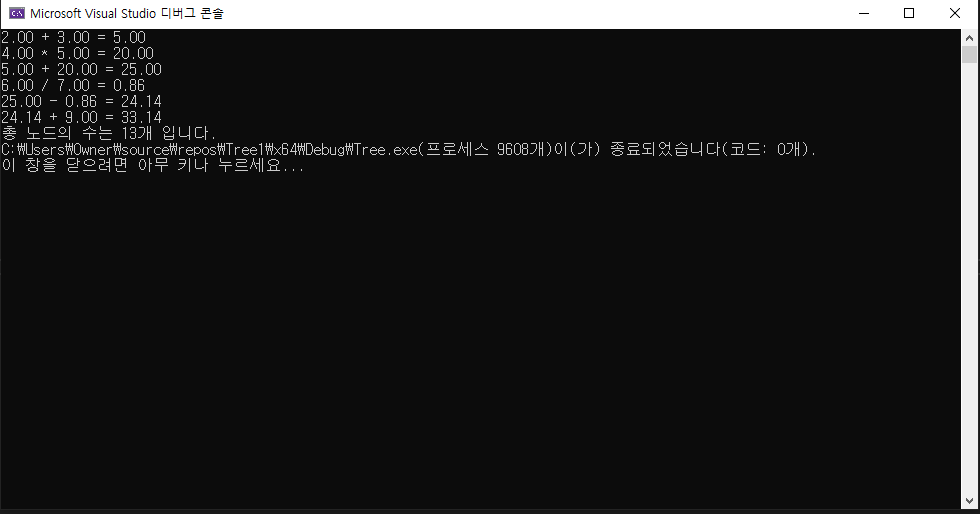 Microsoft Visual Studio 디버그 콘솔
2.00 + 3.00 = 5.00
4.00 * 5.00 = 20.00
5.00 + 20.00 = 25.00
6.00 / 7.00 = 0.86
25.00 - 0.86 = 24.14
24.14 + 9.00 = 33.14
총 노드의 수는 13개 입니다.
C:₩Users₩Owner₩source₩repos₩Tree1₩x64₩Debug₩Tree.exe(프로세스 9608개)이(가) 종료되었습니다(코드: 0개).
이 창을 닫으려면 아무 키나 누르세요...